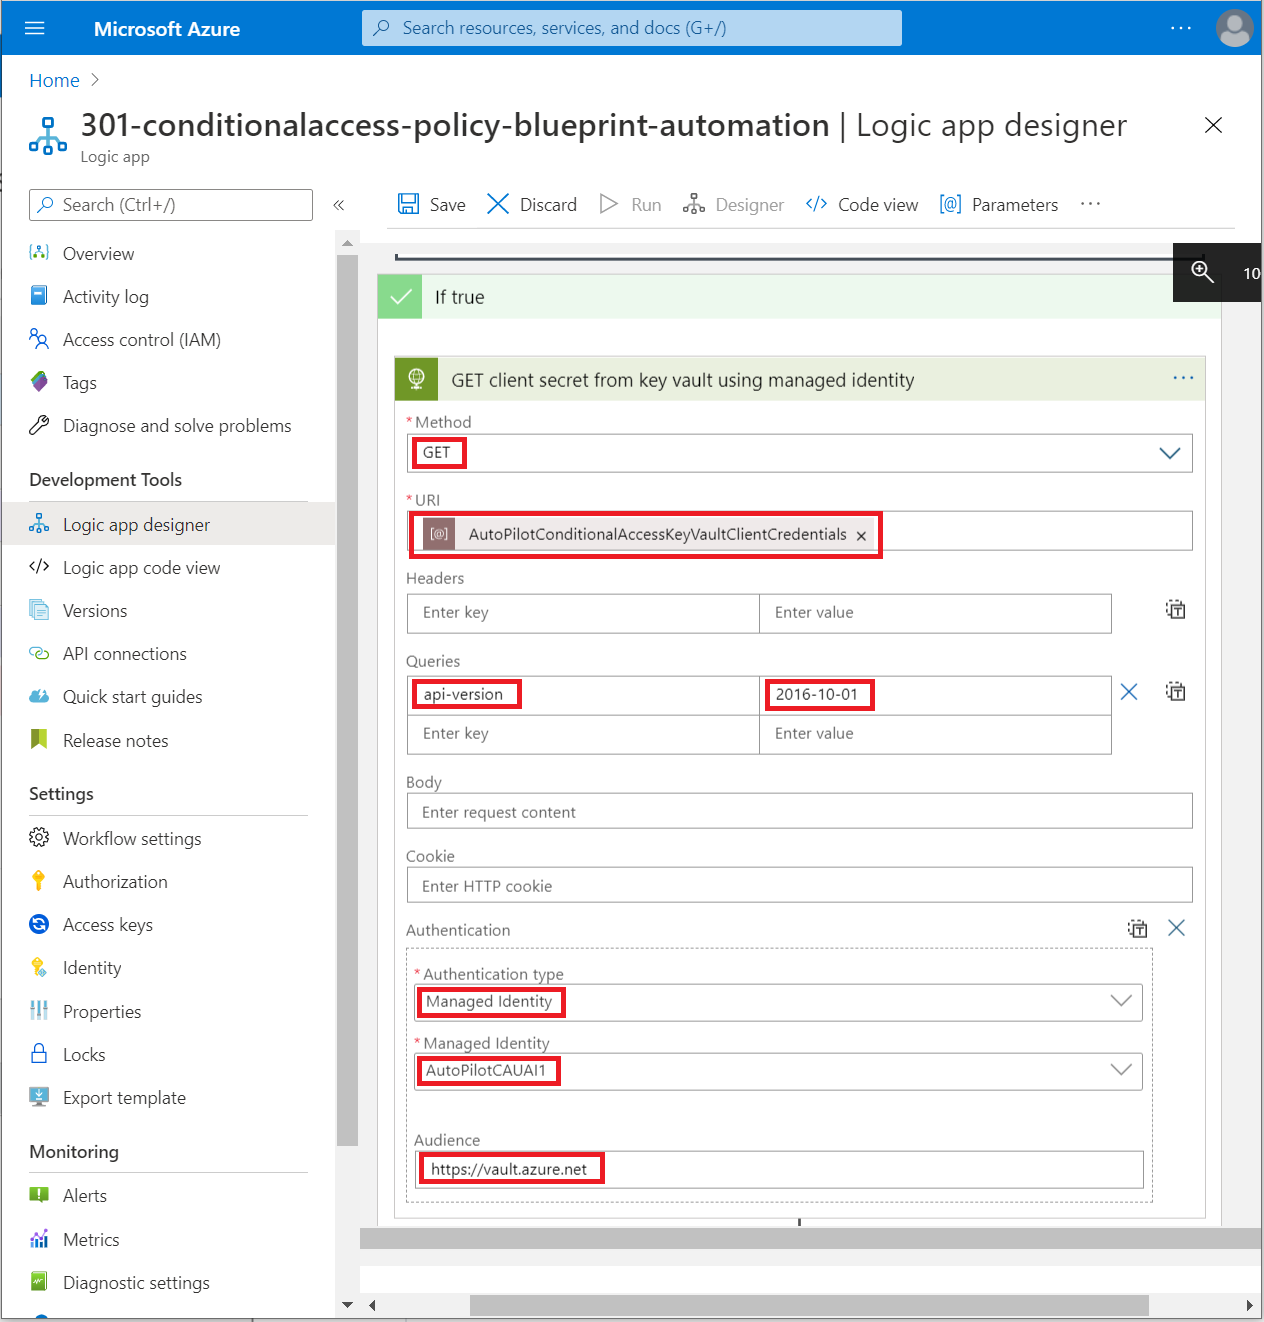 Microsoft Azure
Search resources, services, and docs (G+/)
...
Home >
301-conditionalaccess-policy-blueprint-automation | Logic app designer
Logic app
Search (Ctrl+/)
«
Save
Discard
Run
Designer
</> Code view
[@] Parameters
...
Overview
Activity log
Access control (IAM)
Tags
Diagnose and solve problems
Development Tools
Logic app designer
</> Logic app code view
Versions
API connections
Quick start guides
Release notes
Settings
Workflow settings
Authorization
Access keys
Identity
Properties
Locks
Export template
Monitoring
Alerts
Metrics
Diagnostic settings
10
If true
GET client secret from key vault using managed identity
...
* Method
GET
* URI
[@] AutoPilotConditionalAccessKeyVaultClientCredentials ×
Headers
Enter key Enter value
Queries
api-version 2016-10-01
Enter key Enter value
Body
Enter request content
Cookie
Enter HTTP cookie
Authentication
* Authentication type
Managed Identity
* Managed Identity
AutoPilotCAUAI1
Audience
https://vault.azure.net